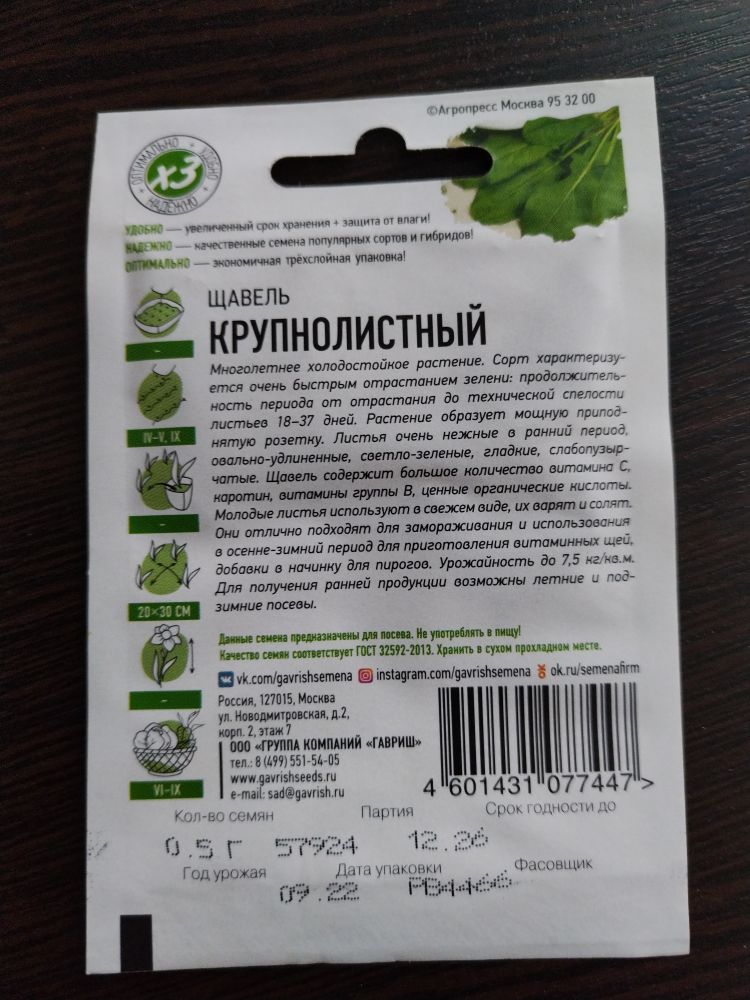 ©Агропресс Москва 95 32 00
ОПТИМАЛЬНО + УДОБНО + НАДЁЖНО +
х3
УДОБНО — увеличенный срок хранения + защита от влаги!
НАДЕЖНО — качественные семена популярных сортов и гибридов!
ОПТИМАЛЬНО — экономичная трёхслойная упаковка!
ЩАВЕЛЬ
КРУПНОЛИСТНЫЙ
Многолетнее холодостойкое растение. Сорт характеризу-
ется очень быстрым отрастанием зелени: продолжитель-
ность периода от отрастания до технической спелости
листьев 18–37 дней. Растение образует мощную припод-
нятую розетку. Листья очень нежные в ранний период,
овально-удлиненные, светло-зеленые, гладкие, слабопузыр-
чатые. Щавель содержит большое количество витамина С,
каротин, витамины группы В, ценные органические кислоты.
Молодые листья используют в свежем виде, их варят и солят.
Они отлично подходят для замораживания и использования
в осенне-зимний период для приготовления витаминных щей,
добавки в начинку для пирогов. Урожайность до 7,5 кг/кв.м.
Для получения ранней продукции возможны летние и под-
зимние посевы.
-
IV-V, IX
-
20×30 СМ
-
VI-IX
Данные семена предназначены для посева. Не употреблять в пищу!
Качество семян соответствует ГОСТ 32592-2013. Хранить в сухом прохладном месте.
vk.com/gavrishsemena instagram.com/gavrishsemena ok.ru/semenafirm
Россия, 127015, Москва
ул. Новодмитровская, д.2,
корп. 2, этаж 7
ООО «ГРУППА КОМПАНИЙ «ГАВРИШ»
тел.: 8 (499) 551-54-05
www.gavrishseeds.ru
e-mail: sad@gavrish.ru
4 601431 077447 >
Кол-во семян Партия Срок годности до
0.5 Г 57924 12.26
Год урожая Дата упаковки Фасовщик
09.22 РВ4466